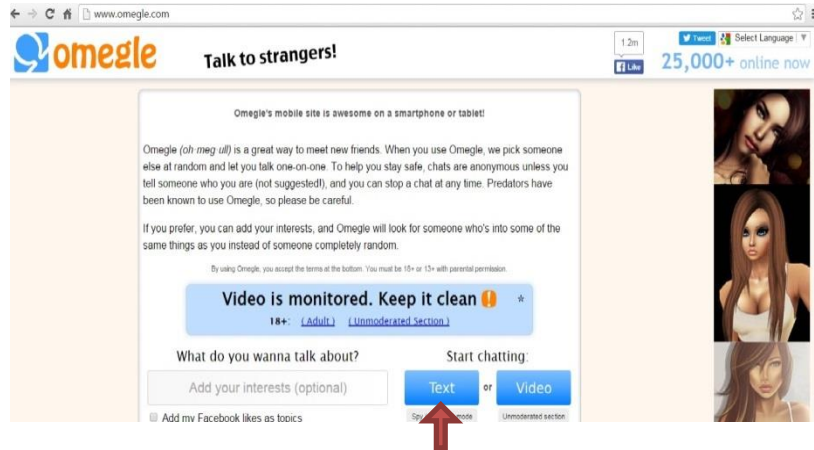 www.omegle.com
omegle
Talk to strangers!
1.2m
Like
Tweet
Select Language
25,000+ online now
Omegle's mobile site is awesome on a smartphone or tablet!
Omegle (oh·meg·ull) is a great way to meet new friends. When you use Omegle, we pick someone
else at random and let you talk one-on-one. To help you stay safe, chats are anonymous unless you
tell someone who you are (not suggested!), and you can stop a chat at any time. Predators have
been known to use Omegle, so please be careful.
If you prefer, you can add your interests, and Omegle will look for someone who's into some of the
same things as you instead of someone completely random.
By using Omegle, you accept the terms at the bottom. You must be 18+ or 13+ with parental permission.
Video is monitored. Keep it clean ! *
18+: (Adult) (Unmoderated Section)
What do you wanna talk about?
Start chatting:
Add your interests (optional)
Text or Video
Add my Facebook likes as topics
Spy mode
Unmoderated section